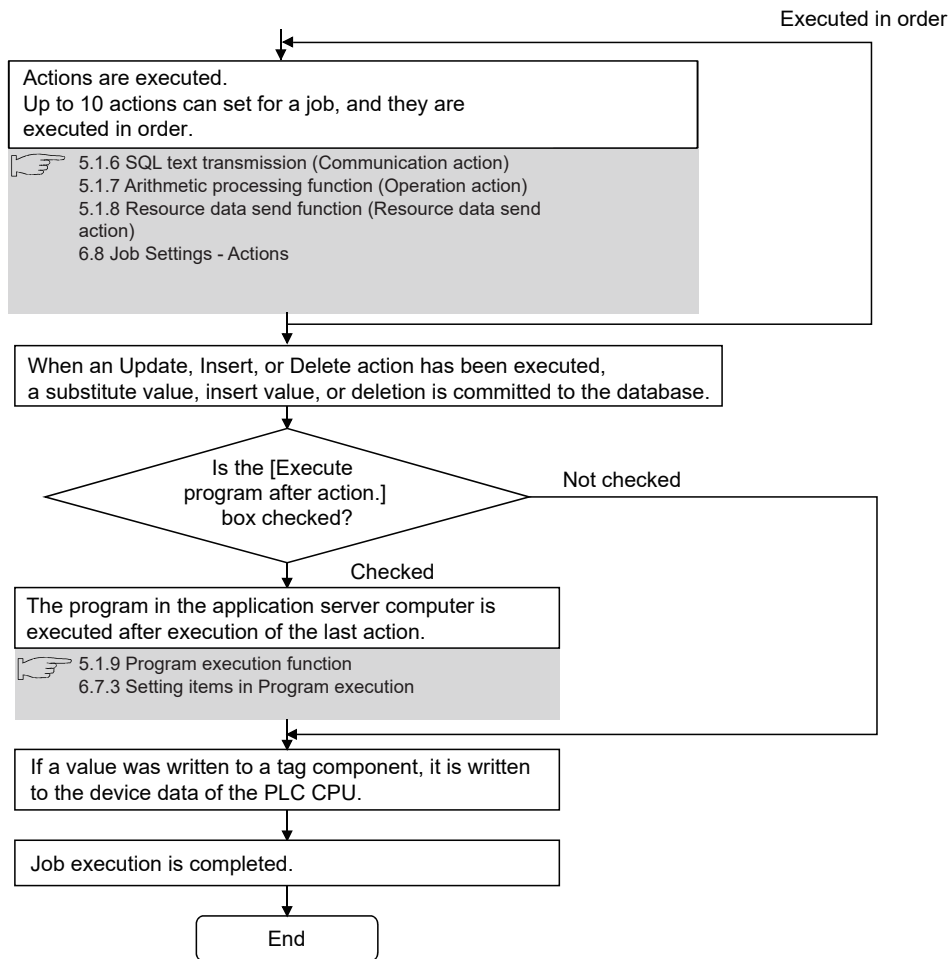 Executed in order
Actions are executed.
Up to 10 actions can set for a job, and they are
executed in order.
5.1.6 SQL text transmission (Communication action)
5.1.7 Arithmetic processing function (Operation action)
5.1.8 Resource data send function (Resource data send
action)
6.8 Job Settings - Actions
When an Update, Insert, or Delete action has been executed,
a substitute value, insert value, or deletion is committed to the database.
Is the [Execute
program after action.]
box checked?
Not checked
Checked
The program in the application server computer is
executed after execution of the last action.
5.1.9 Program execution function
6.7.3 Setting items in Program execution
If a value was written to a tag component, it is written
to the device data of the PLC CPU.
Job execution is completed.
End